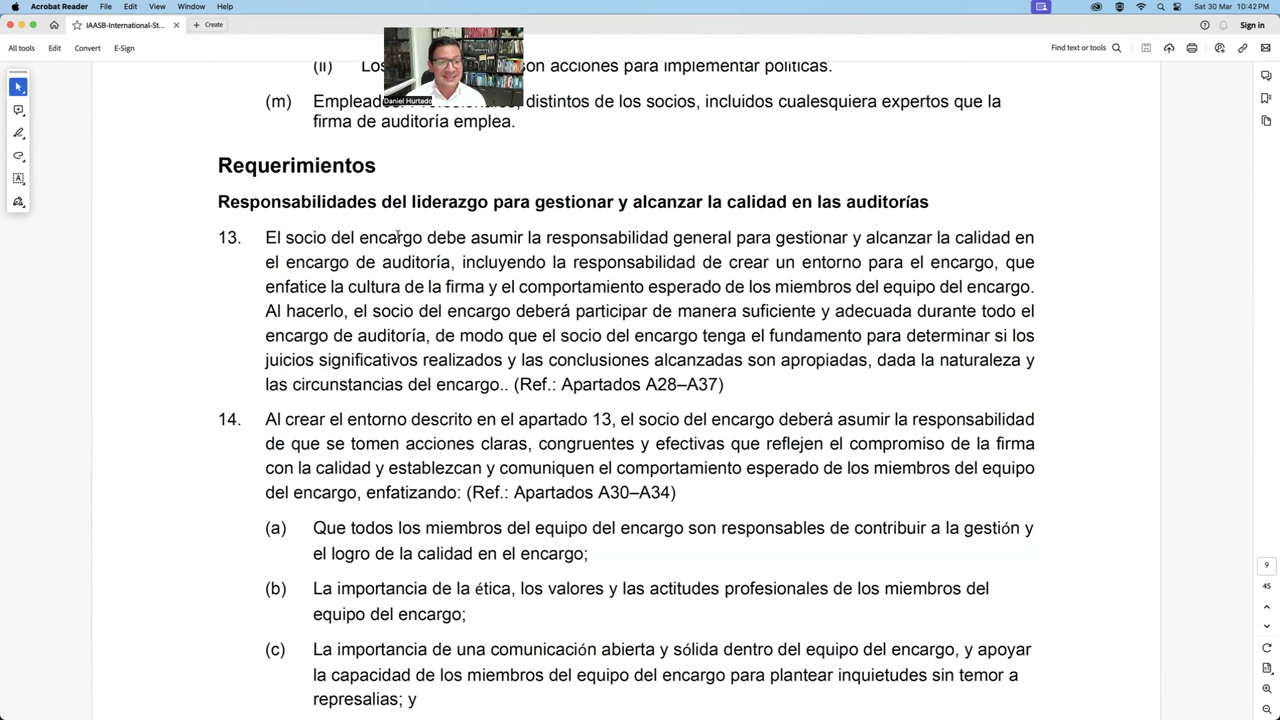 Acrobat Reader File Edit View Window Help Sat 30 Mar 10:42 PM
IAASB-International-St... Create Sign in
All tools Edit Convert E-Sign Find text or tools
(ii) Los on acciones para implementar políticas.
(m) distintos de los socios, incluidos cualesquiera expertos que la
firma de auditoría emplea.
Daniel Hurtado
Requerimientos
Responsabilidades del liderazgo para gestionar y alcanzar la calidad en las auditorías
13. El socio del encargo debe asumir la responsabilidad general para gestionar y alcanzar la calidad en
el encargo de auditoría, incluyendo la responsabilidad de crear un entorno para el encargo, que
enfatice la cultura de la firma y el comportamiento esperado de los miembros del equipo del encargo.
Al hacerlo, el socio del encargo deberá participar de manera suficiente y adecuada durante todo el
encargo de auditoría, de modo que el socio del encargo tenga el fundamento para determinar si los
juicios significativos realizados y las conclusiones alcanzadas son apropiadas, dada la naturaleza y
las circunstancias del encargo.. (Ref.: Apartados A28–A37)
14. Al crear el entorno descrito en el apartado 13, el socio del encargo deberá asumir la responsabilidad
de que se tomen acciones claras, congruentes y efectivas que reflejen el compromiso de la firma
con la calidad y establezcan y comuniquen el comportamiento esperado de los miembros del equipo
del encargo, enfatizando: (Ref.: Apartados A30–A34)
(a) Que todos los miembros del equipo del encargo son responsables de contribuir a la gestión y
el logro de la calidad en el encargo;
(b) La importancia de la ética, los valores y las actitudes profesionales de los miembros del
equipo del encargo;
(c) La importancia de una comunicación abierta y sólida dentro del equipo del encargo, y apoyar
la capacidad de los miembros del equipo del encargo para plantear inquietudes sin temor a
represalias; y
9
45